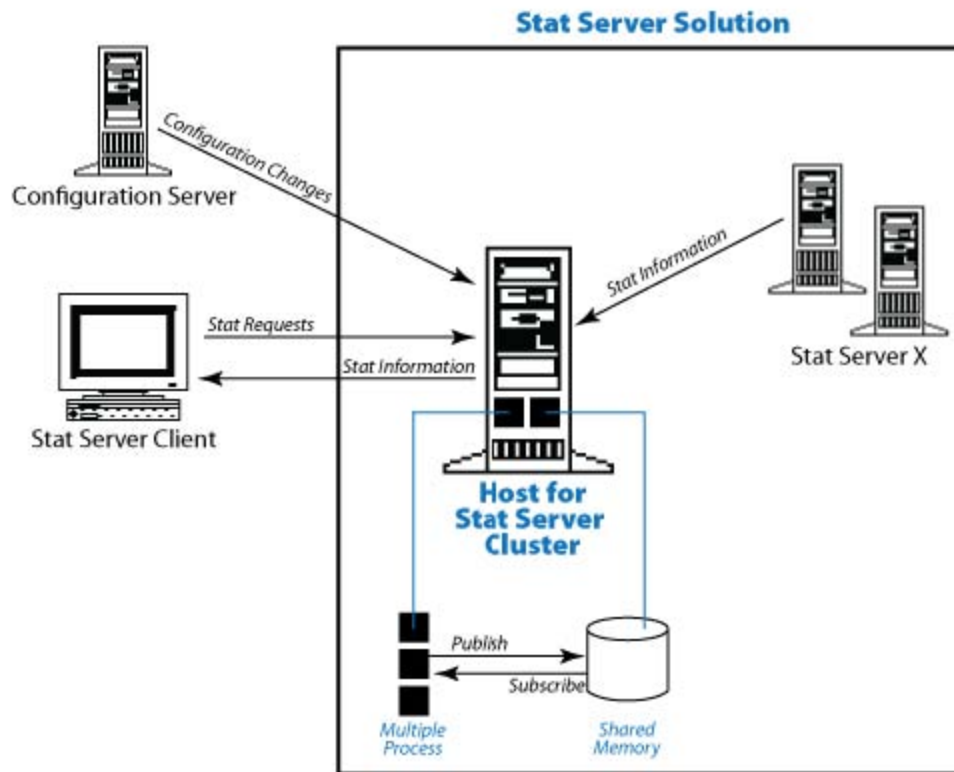 Stat Server Solution
Configuration Changes
Configuration Server
Stat Information
Stat Requests
Stat Information
Stat Server X
Stat Server Client
Host for
Stat Server
Cluster
Publish
Subscribe
Multiple
Process
Shared
Memory